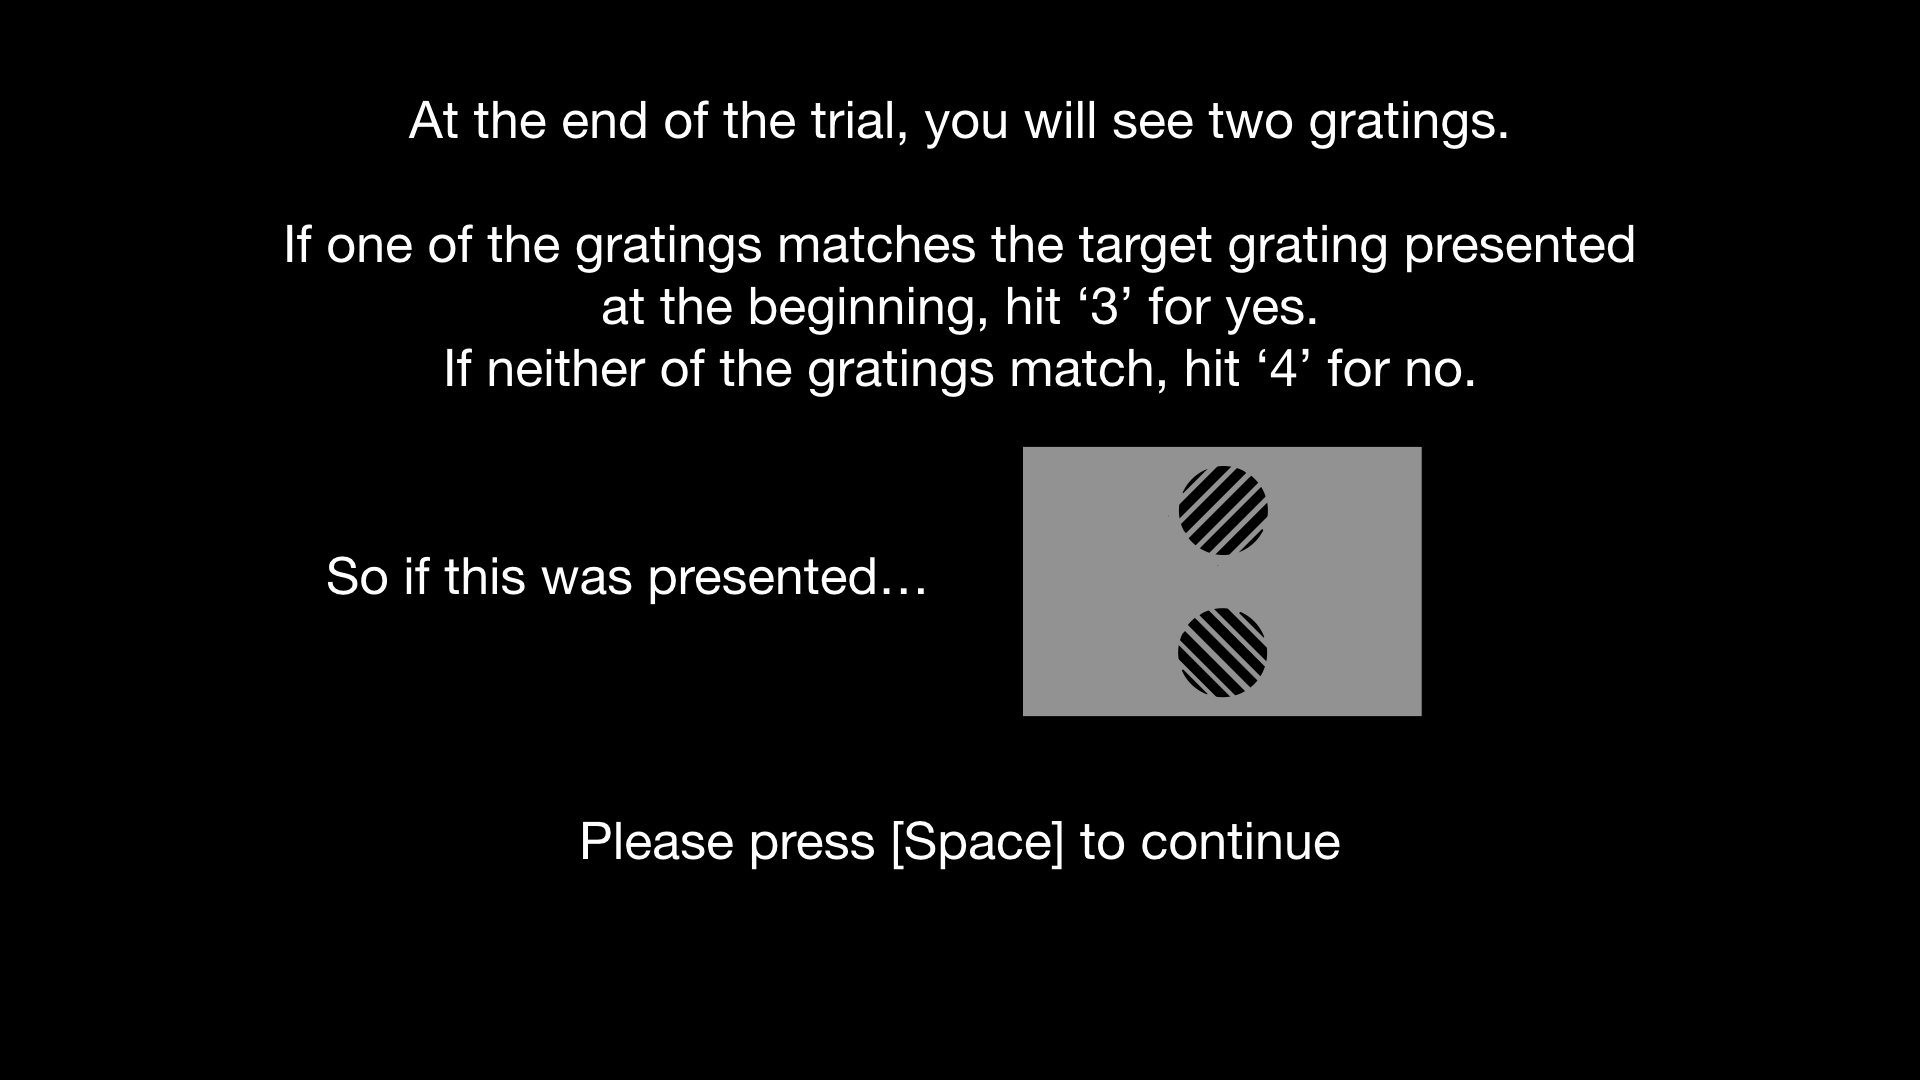 At the end of the trial, you will see two gratings.
If one of the gratings matches the target grating presented
at the beginning, hit ‘3’ for yes.
If neither of the gratings match, hit ‘4’ for no.
So if this was presented…
Please press [Space] to continue